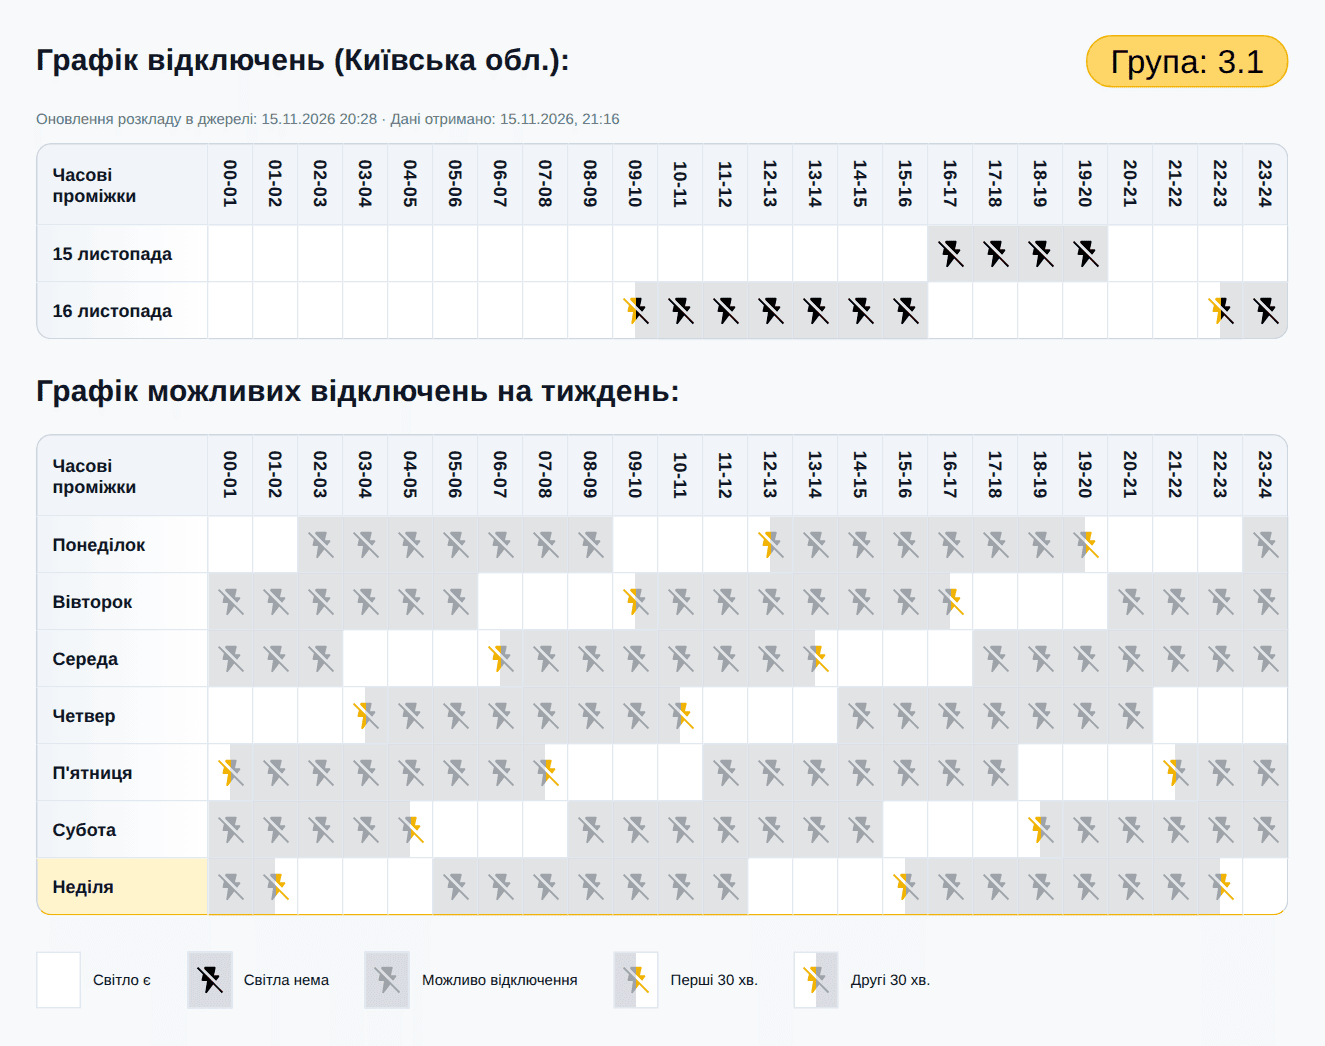 Графік відключень (Київська обл.):
Група: 3.1
Оновлення розкладу в джерелі: 15.11.2026 20:28 · Дані отримано: 15.11.2026, 21:16
Часові проміжки 00-01 01-02 02-03 03-04 04-05 05-06 06-07 07-08 08-09 09-10 10-11 11-12 12-13 13-14 14-15 15-16 16-17 17-18 18-19 19-20 20-21 21-22 22-23 23-24
15 листопада
16 листопада
Графік можливих відключень на тиждень:
Часові проміжки 00-01 01-02 02-03 03-04 04-05 05-06 06-07 07-08 08-09 09-10 10-11 11-12 12-13 13-14 14-15 15-16 16-17 17-18 18-19 19-20 20-21 21-22 22-23 23-24
Понеділок
Вівторок
Середа
Четвер
П'ятниця
Субота
Неділя
Світло є
Світла нема
Можливо відключення
Перші 30 хв.
Другі 30 хв.